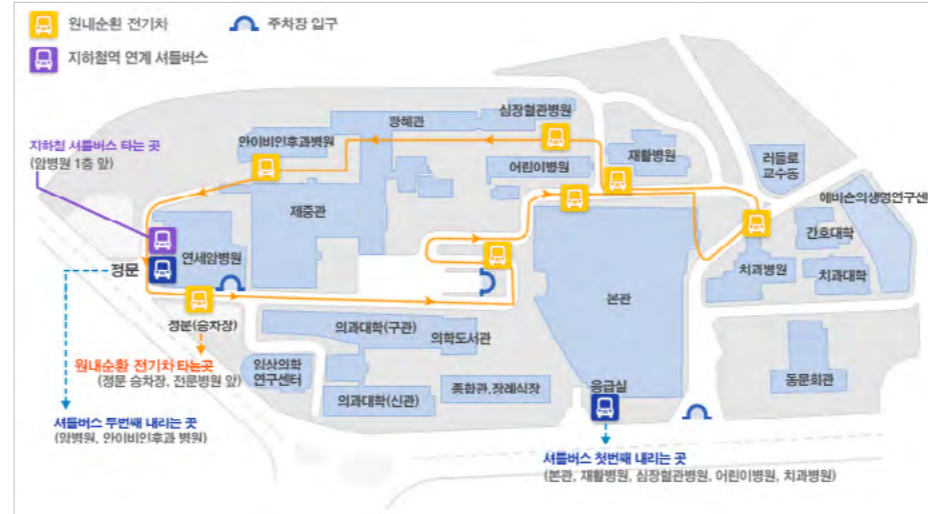 원내순환 전기차
주차장 입구
지하철역 연계 셔틀버스
심장혈관병원
광혜관
안이비인후과병원
지하철 셔틀버스 타는 곳
(암병원 1층 앞)
어린이병원
재활병원
러들로
교수동
에비슨의생명연구센
제중관
간호대학
연세암병원
정문
치과병원
치과대학
본관
정문(승차장)
의과대학(구관)
의학도서관
원내순환 전기차 타는곳
(정문 승차장, 전문병원 앞)
임상의학
연구센터
의과대학(신관)
종합관,장례식장
응급실
동문회관
셔틀버스 두번째 내리는 곳
(암병원, 안이비인후과 병원)
셔틀버스 첫번째 내리는 곳
(본관, 재활병원, 심장혈관병원, 어린이병원, 치과병원)